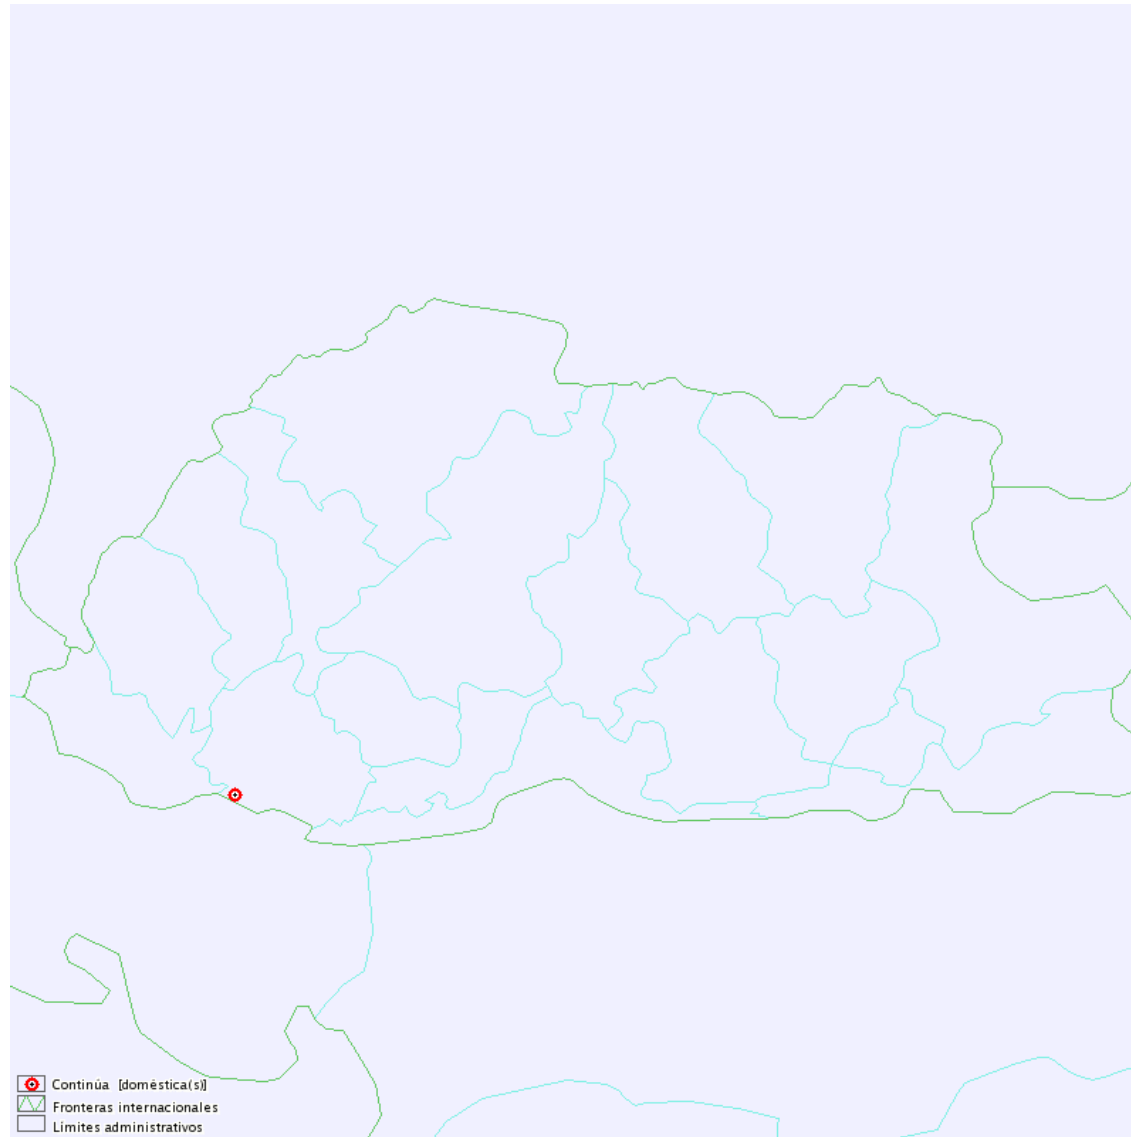 Continúa [doméstica(s)]
Fronteras internacionales
Límites administrativos